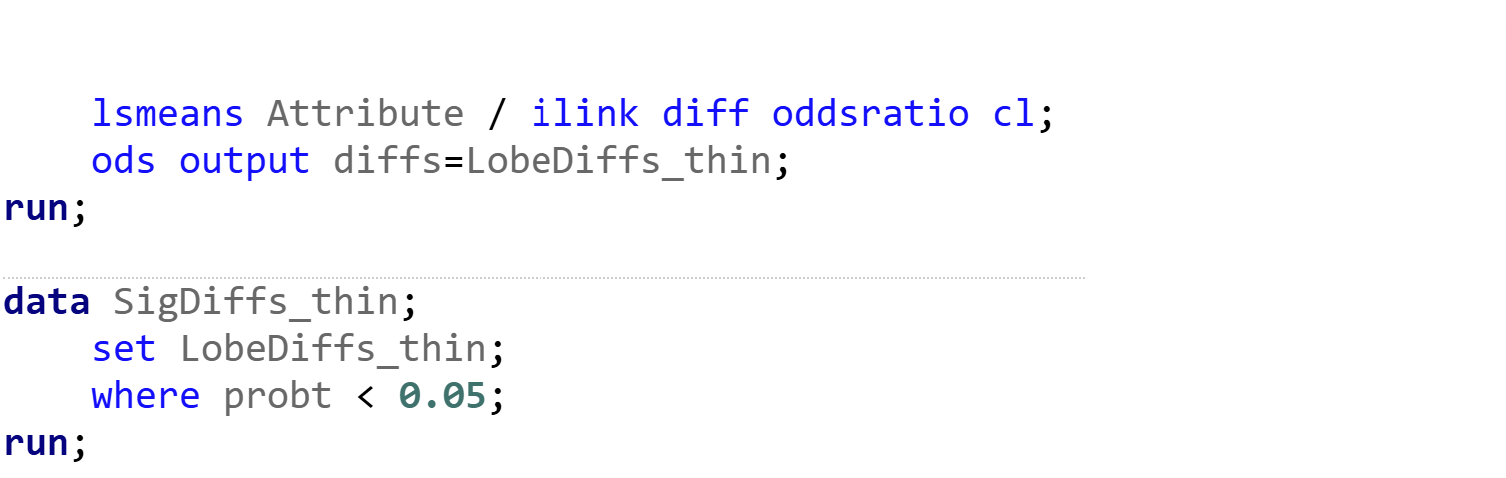 lsmeans Attribute / ilink diff oddsratio cl;
ods output diffs=LobeDiffs_thin;
run;
data SigDiffs_thin;
set LobeDiffs_thin;
where probt < 0.05;
run;